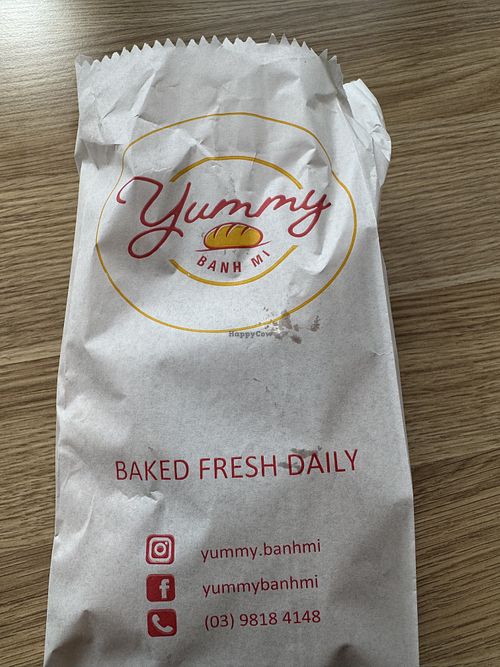 Yummy
BANH MI
HappyCow
BAKED FRESH DAILY
yummy.banhmi
yummybanhmi
(03) 9818 4148